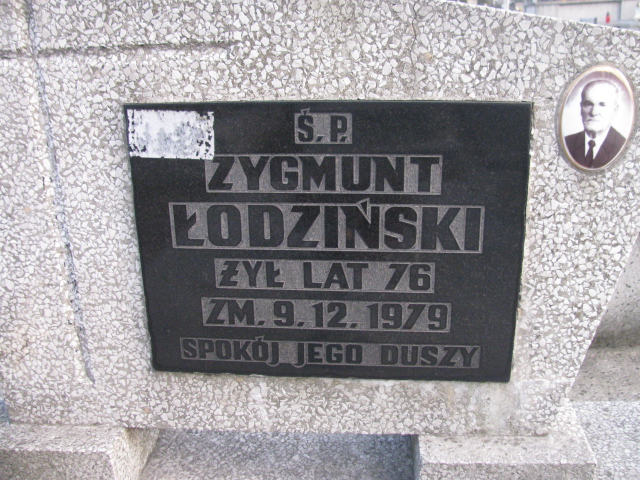 Ś. P.
ZYGMUNT
ŁODZIŃSKI
ŻYŁ LAT 76
ZM. 9. 12. 1979
SPOKÓJ JEGO DUSZY